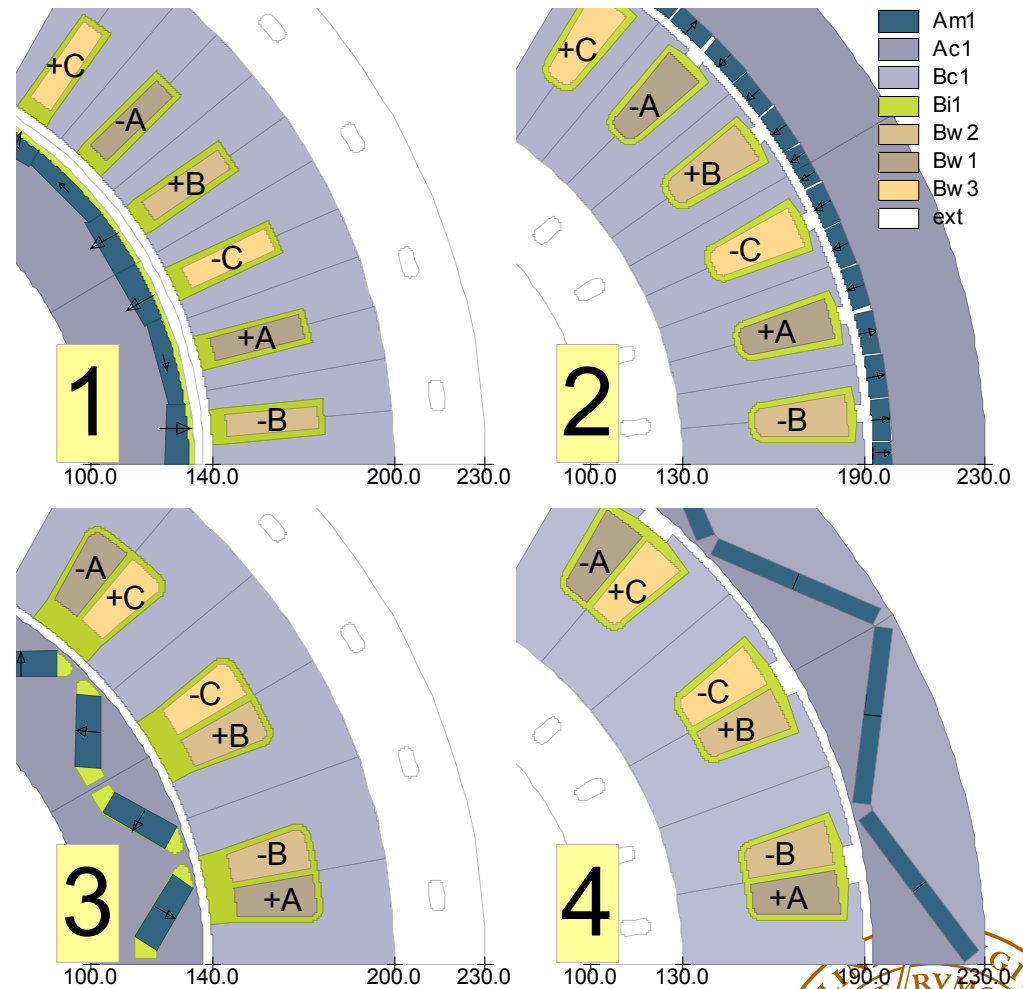 Am1
Ac1
Bc1
Bi1
Bw 2
Bw 1
Bw 3
ext
+C
-A
+B
-C
+A
-B
1
100.0 140.0 200.0 230.0
+C
-A
+B
-C
+A
-B
2
100.0 130.0 190.0 230.0
-A
+C
-C
+B
-B
+A
3
100.0 140.0 200.0 230.0
-A
+C
-C
+B
-B
+A
4
100.0 130.0 190.0 230.0